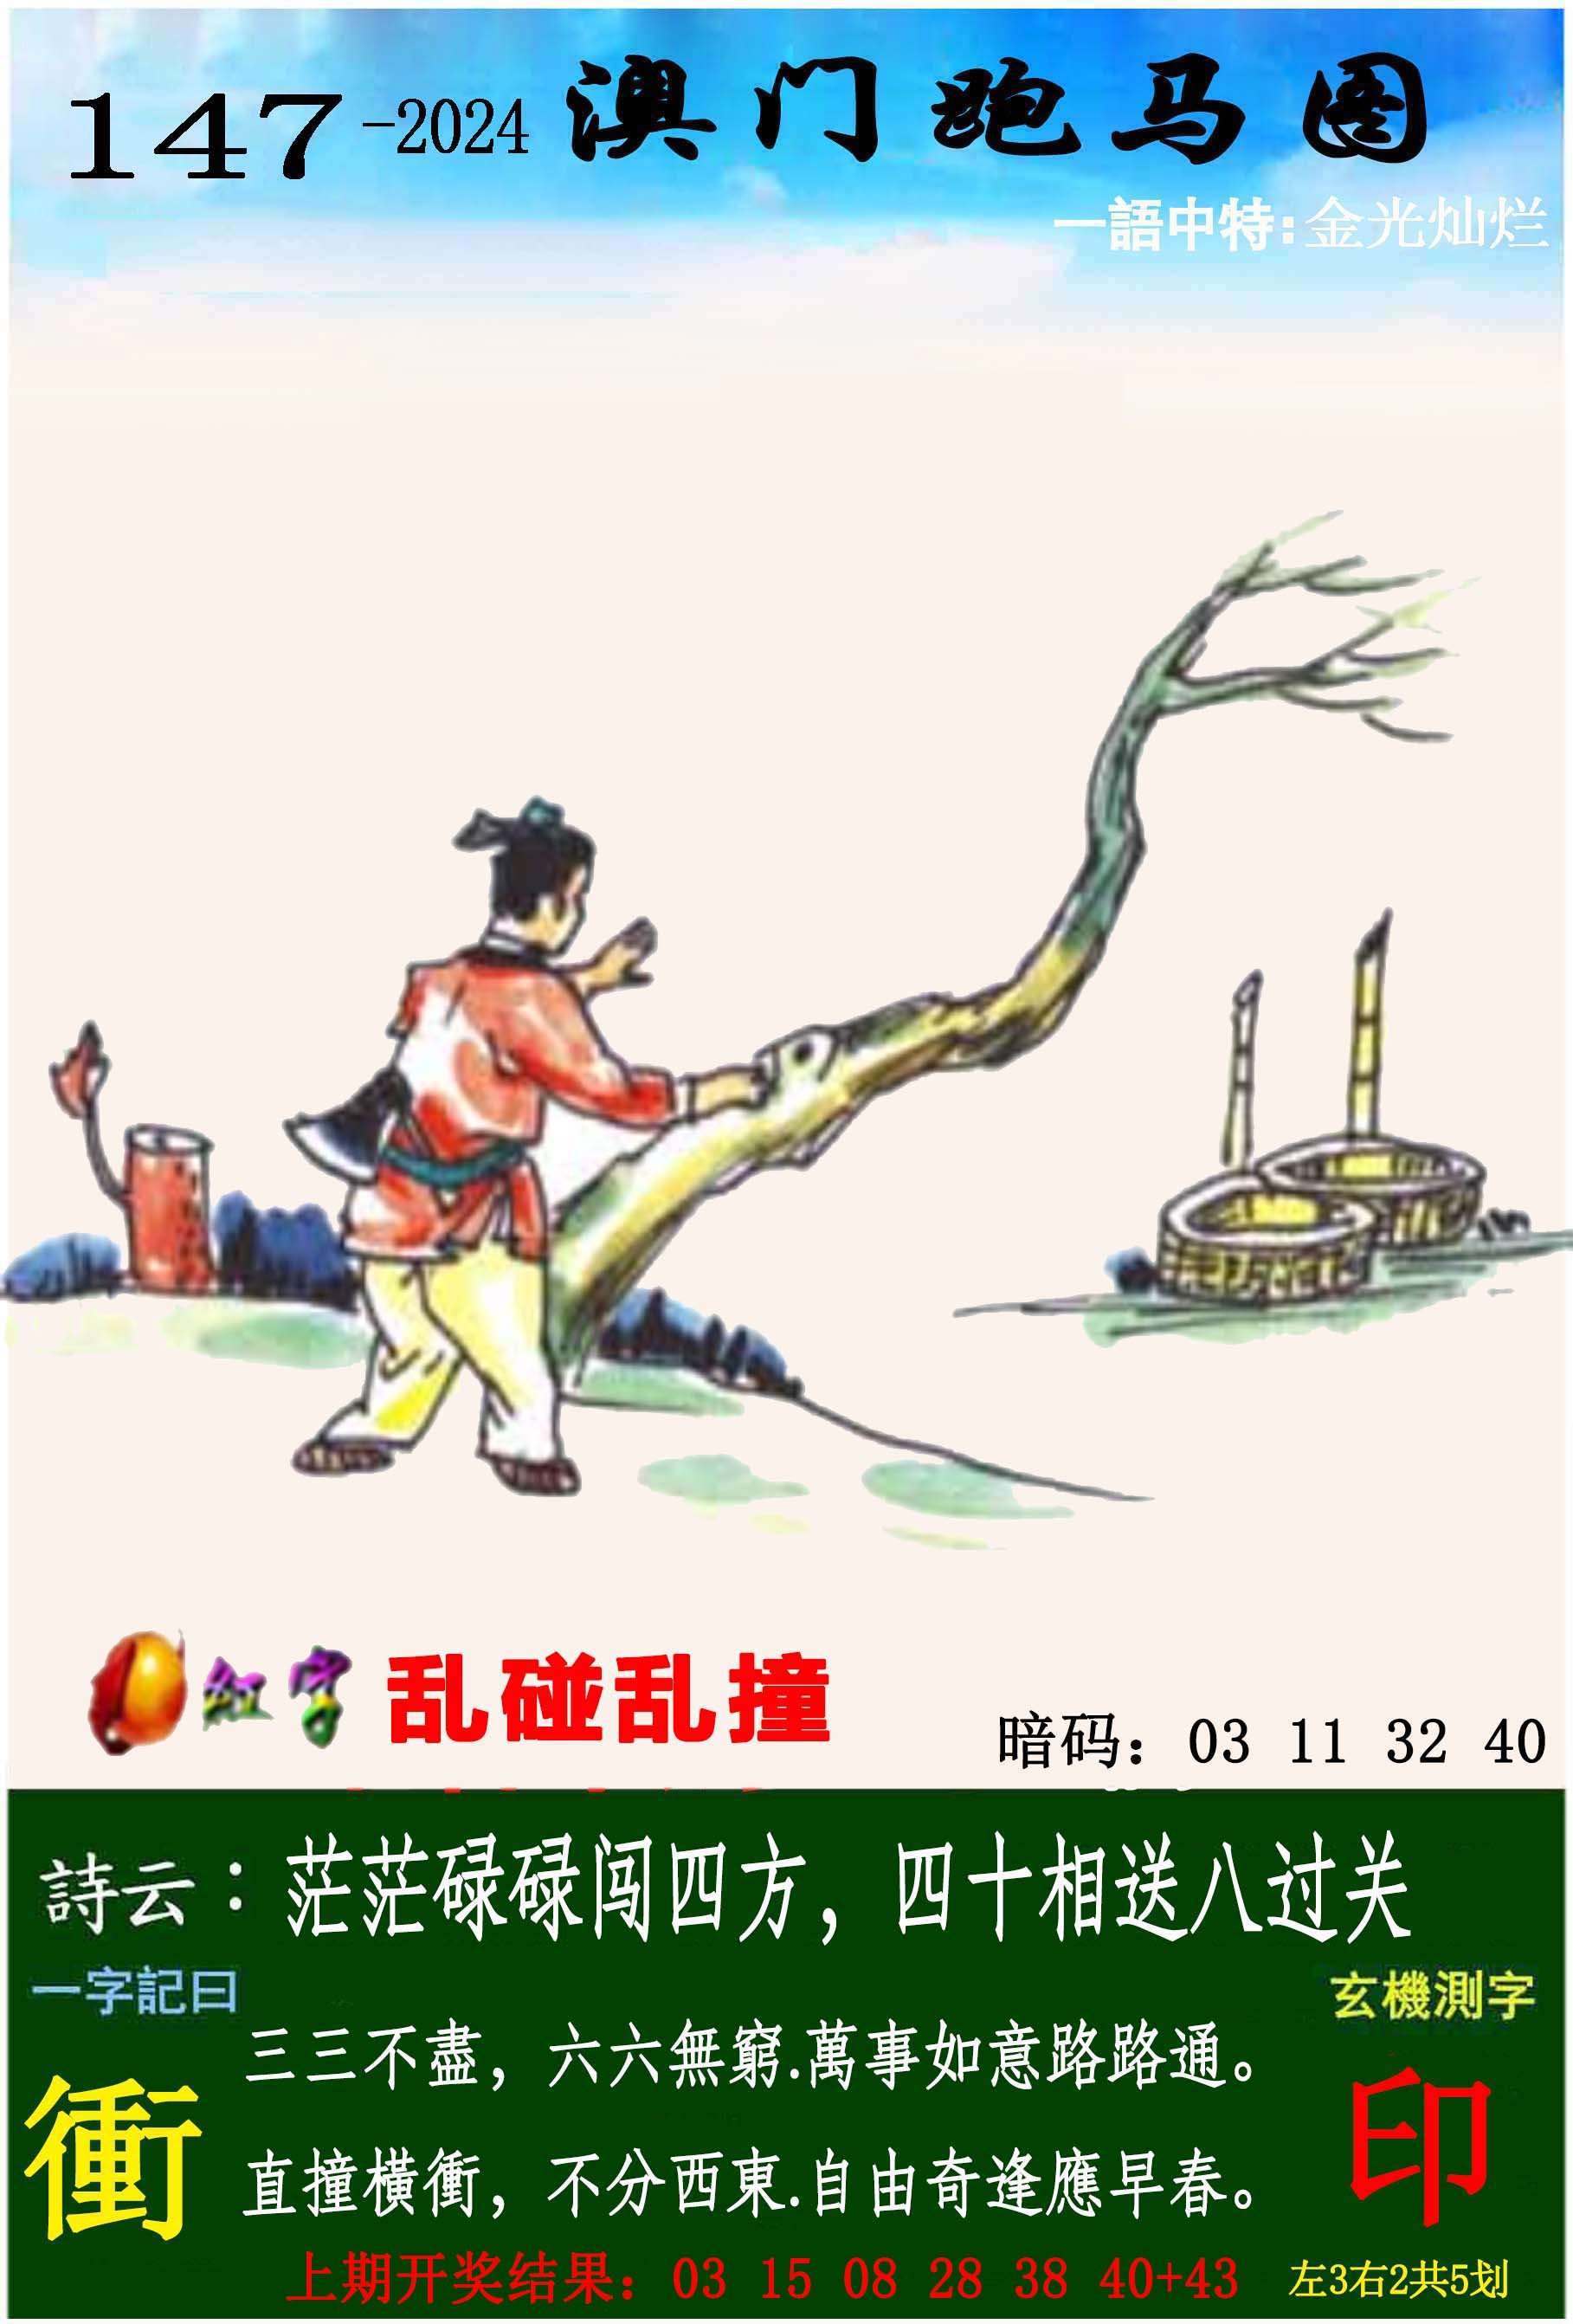 147-2024 澳门跑马图
一語中特:金光灿烂
红字 乱碰乱撞
暗码：03 11 32 40
詩云：茫茫碌碌闯四方，四十相送八过关
一字記曰
玄機測字
三三不盡，六六無窮.萬事如意路路通。
衝
印
直撞橫衝，不分西東.自由奇逢應早春。
上期开奖结果：03 15 08 28 38 40+43
左3右2共5划